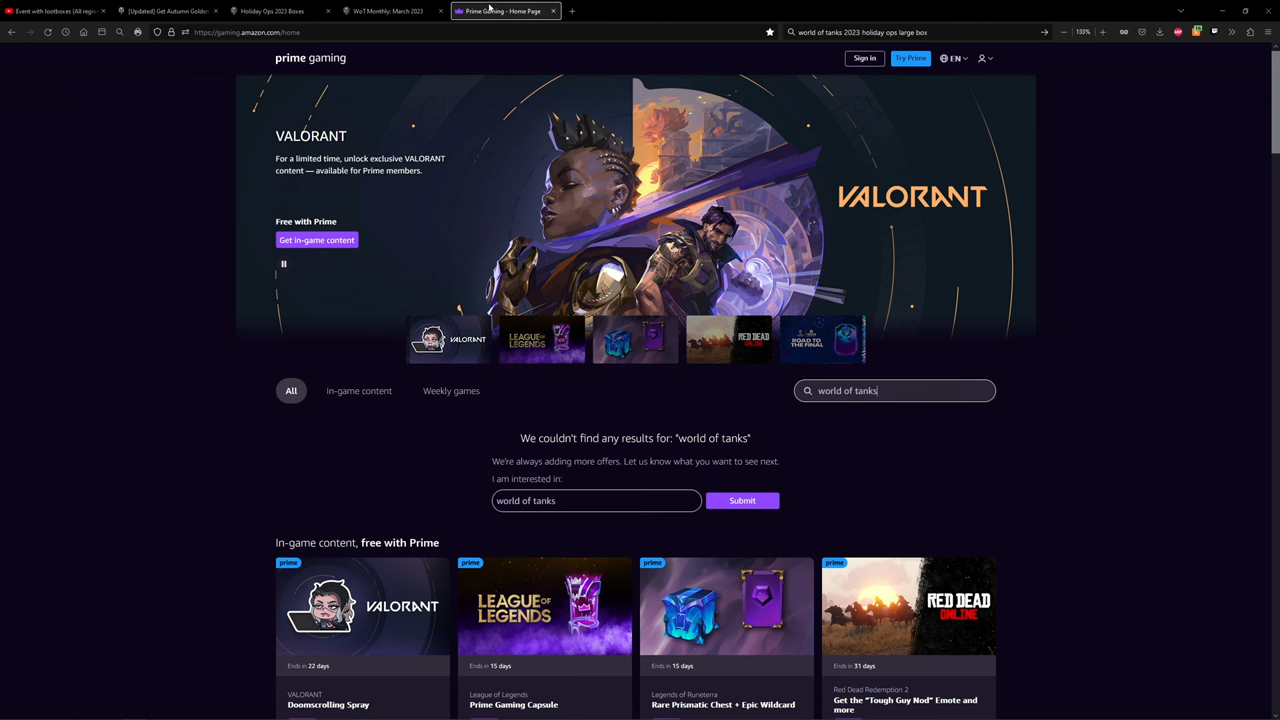 Event with lootboxes (All regio
[Updated] Get Autumn Golden
Holiday Ops 2023 Boxes
WoT Monthly: March 2023
Prime Gaming - Home Page
https://gaming.amazon.com/home
133%
world of tanks 2023 holiday ops large box
prime gaming
Sign in
Try Prime
EN
VALORANT
For a limited time, unlock exclusive VALORANT
content — available for Prime members.
Free with Prime
Get in-game content
VALORANT
VALORANT
LEAGUE OF
LEGENDS
RED DEAD
ONLINE
ROAD TO
THE FINAL
All
In-game content
Weekly games
world of tanks
We couldn't find any results for: "world of tanks"
We're always adding more offers. Let us know what you want to see next.
I am interested in:
world of tanks
Submit
In-game content, free with Prime
prime
VALORANT
Ends in 22 days
VALORANT
Doomscrolling Spray
prime
LEAGUE OF
LEGENDS
Ends in 15 days
League of Legends
Prime Gaming Capsule
prime
Ends in 15 days
Legends of Runeterra
Rare Prismatic Chest + Epic Wildcard
prime
RED DEAD
ONLINE
Ends in 31 days
Red Dead Redemption 2
Get the “Tough Guy Nod” Emote and
more